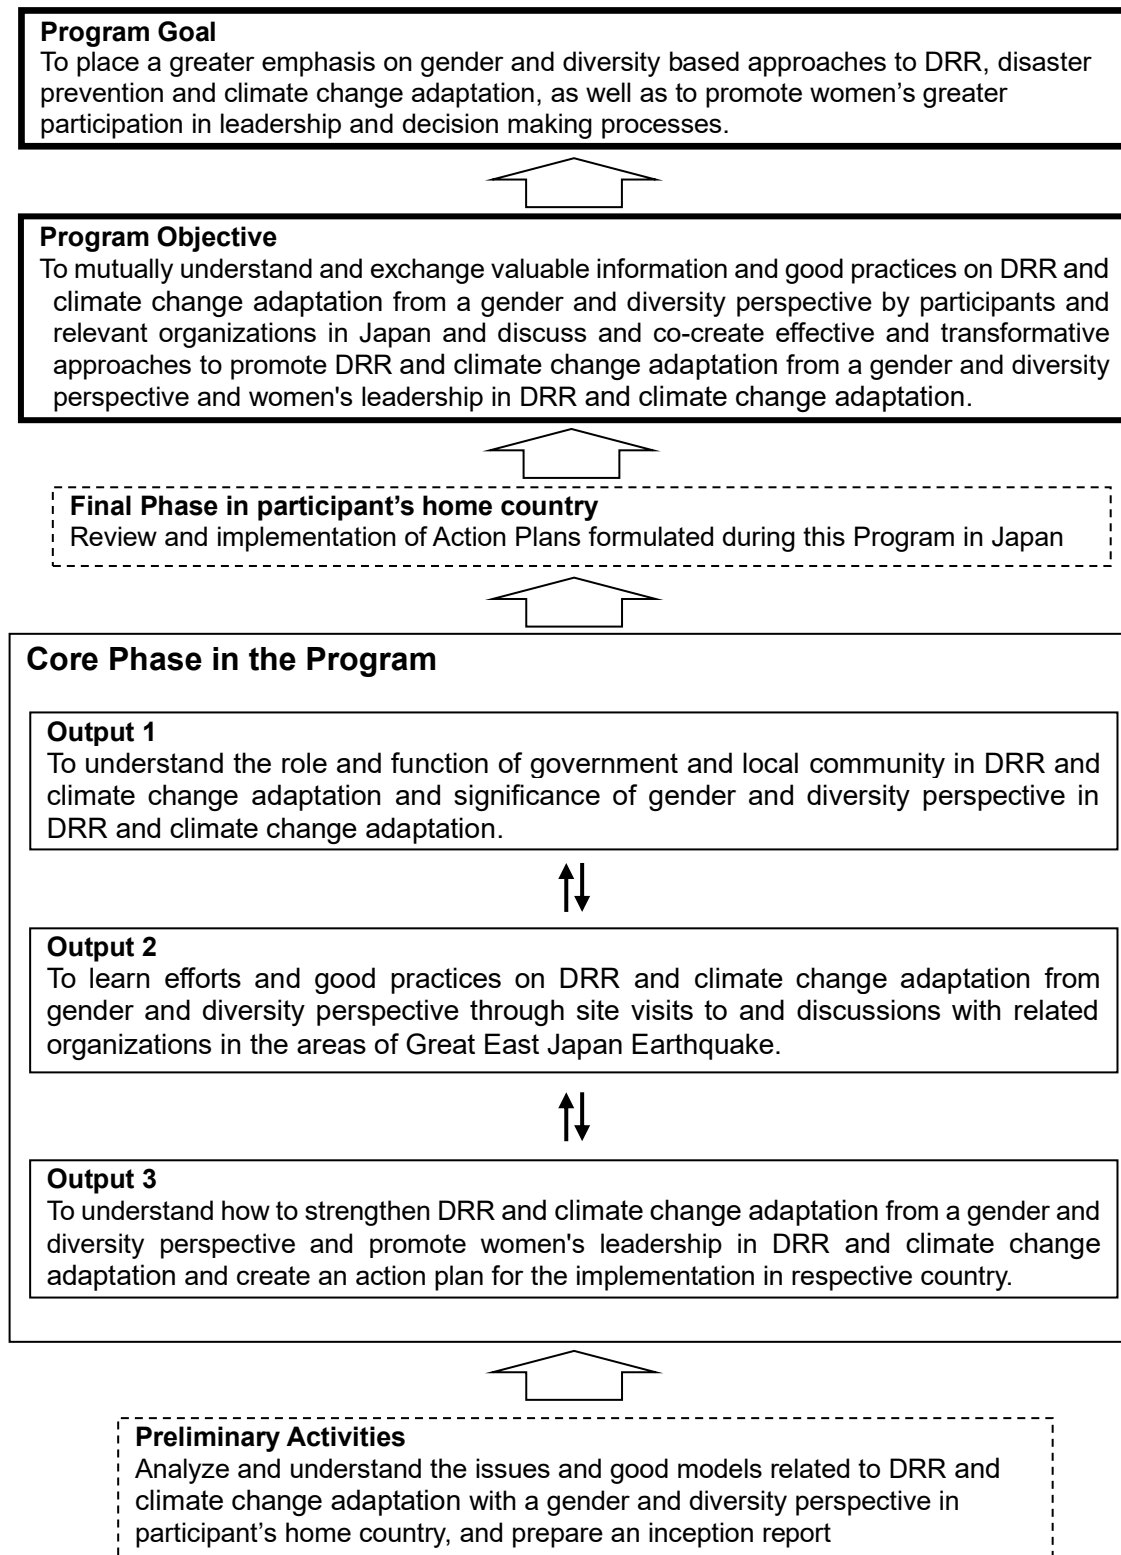 Program Goal
To place a greater emphasis on gender and diversity based approaches to DRR, disaster
prevention and climate change adaptation, as well as to promote women’s greater
participation in leadership and decision making processes.
Program Objective
To mutually understand and exchange valuable information and good practices on DRR and
climate change adaptation from a gender and diversity perspective by participants and
relevant organizations in Japan and discuss and co-create effective and transformative
approaches to promote DRR and climate change adaptation from a gender and diversity
perspective and women's leadership in DRR and climate change adaptation.
Final Phase in participant’s home country
Review and implementation of Action Plans formulated during this Program in Japan
Core Phase in the Program
Output 1
To understand the role and function of government and local community in DRR and
climate change adaptation and significance of gender and diversity perspective in
DRR and climate change adaptation.
Output 2
To learn efforts and good practices on DRR and climate change adaptation from
gender and diversity perspective through site visits to and discussions with related
organizations in the areas of Great East Japan Earthquake.
Output 3
To understand how to strengthen DRR and climate change adaptation from a gender and
diversity perspective and promote women's leadership in DRR and climate change
adaptation and create an action plan for the implementation in respective country.
Preliminary Activities
Analyze and understand the issues and good models related to DRR and
climate change adaptation with a gender and diversity perspective in
participant’s home country, and prepare an inception report